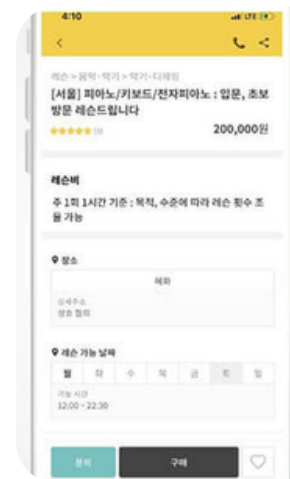 4:10
LTE
레슨 > 음악·악기 > 악기·디제잉
[서울] 피아노/키보드/전자피아노 : 입문, 초보
방문 레슨드립니다
200,000원
레슨비
주 1회 1시간 기준 : 목적, 수준에 따라 레슨 횟수 조
율 가능
장소
상세주소
상호 협의
레슨 가능 날짜
월 화 수 목 금 토 일
가능 시간
12:00 - 22:30
문의 구매